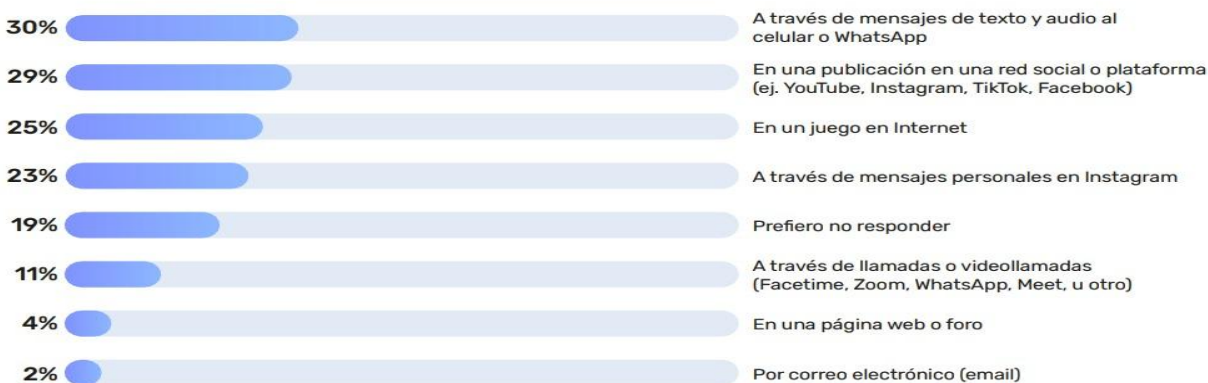 30%
A través de mensajes de texto y audio al
celular o WhatsApp
29%
En una publicación en una red social o plataforma
(ej. YouTube, Instagram, TikTok, Facebook)
25%
En un juego en Internet
23%
A través de mensajes personales en Instagram
19%
Prefiero no responder
11%
A través de llamadas o videollamadas
(Facetime, Zoom, WhatsApp, Meet, u otro)
4%
En una página web o foro
2%
Por correo electrónico (email)